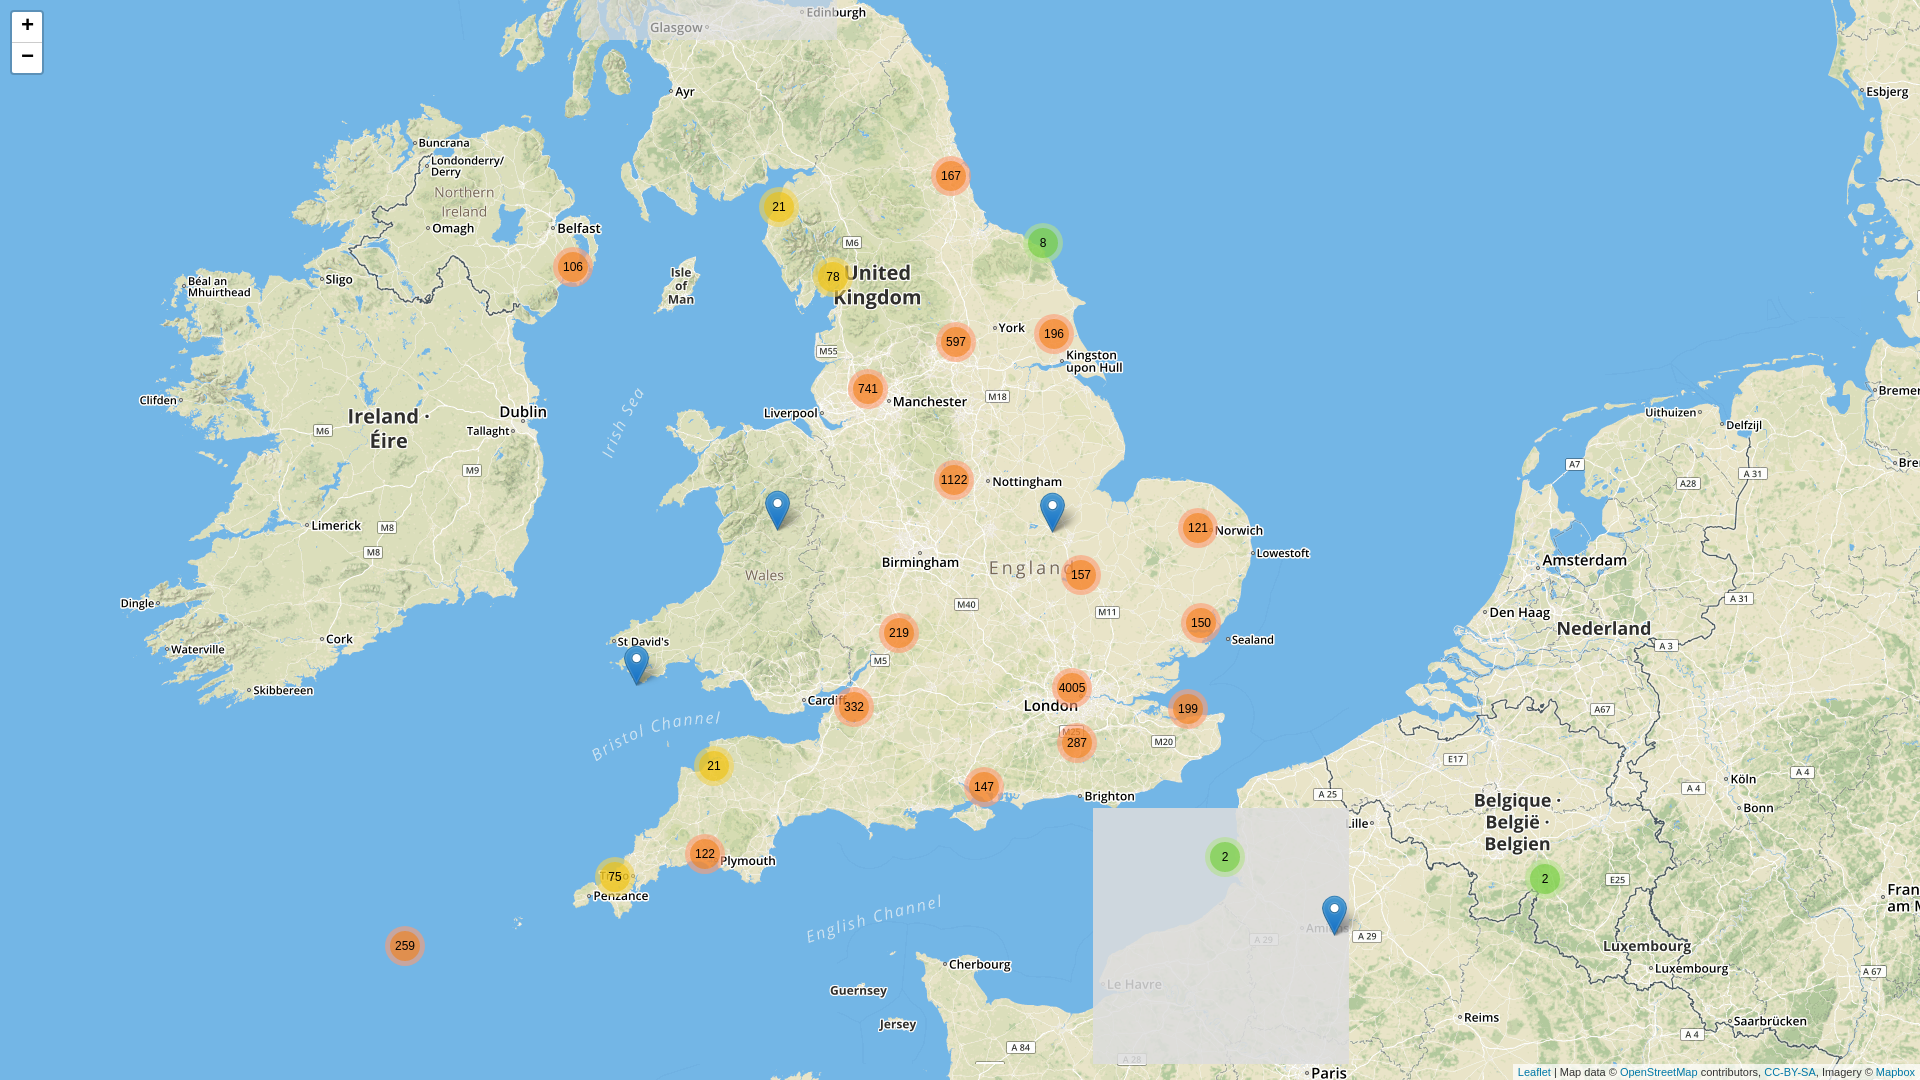 +
−
Glasgow
Edinburgh
Ayr
Esbjerg
Buncrana
Londonderry/
Derry
Northern
Ireland
Omagh
Belfast
106
167
21
8
M6
78
United
Kingdom
Isle
of
Man
Béal an
Mhuirthead
Sligo
York
196
597
M55
Kingston
upon Hull
741
Manchester
M18
Liverpool
Clifden
Ireland ·
Éire
Dublin
Tallaght
M6
M9
Irish Sea
Uithuizen
Delfzijl
A7
A 31
A28
1122
Nottingham
Limerick
M8
M8
121
Norwich
Lowestoft
Birmingham
England
157
Wales
Amsterdam
Den Haag
Nederland
A 31
A 3
Dingle
Cork
Waterville
Skibbereen
M40
M11
219
150
Sealand
St David's
M5
4005
London
199
Cardiff
332
M25
287
M20
Bristol Channel
21
147
Brighton
A67
E17
A 25
Lille
Belgique ·
België ·
Belgien
Köln
Bonn
A 4
A 4
122
Plymouth
75
Penzance
2
2
E25
259
English Channel
A 29
A 29
Luxembourg
Luxembourg
A 67
Cherbourg
Guernsey
Jersey
Le Havre
Reims
Saarbrücken
A 4
A 84
A 28
Paris
Leaflet | Map data © OpenStreetMap contributors, CC-BY-SA, Imagery © Mapbox